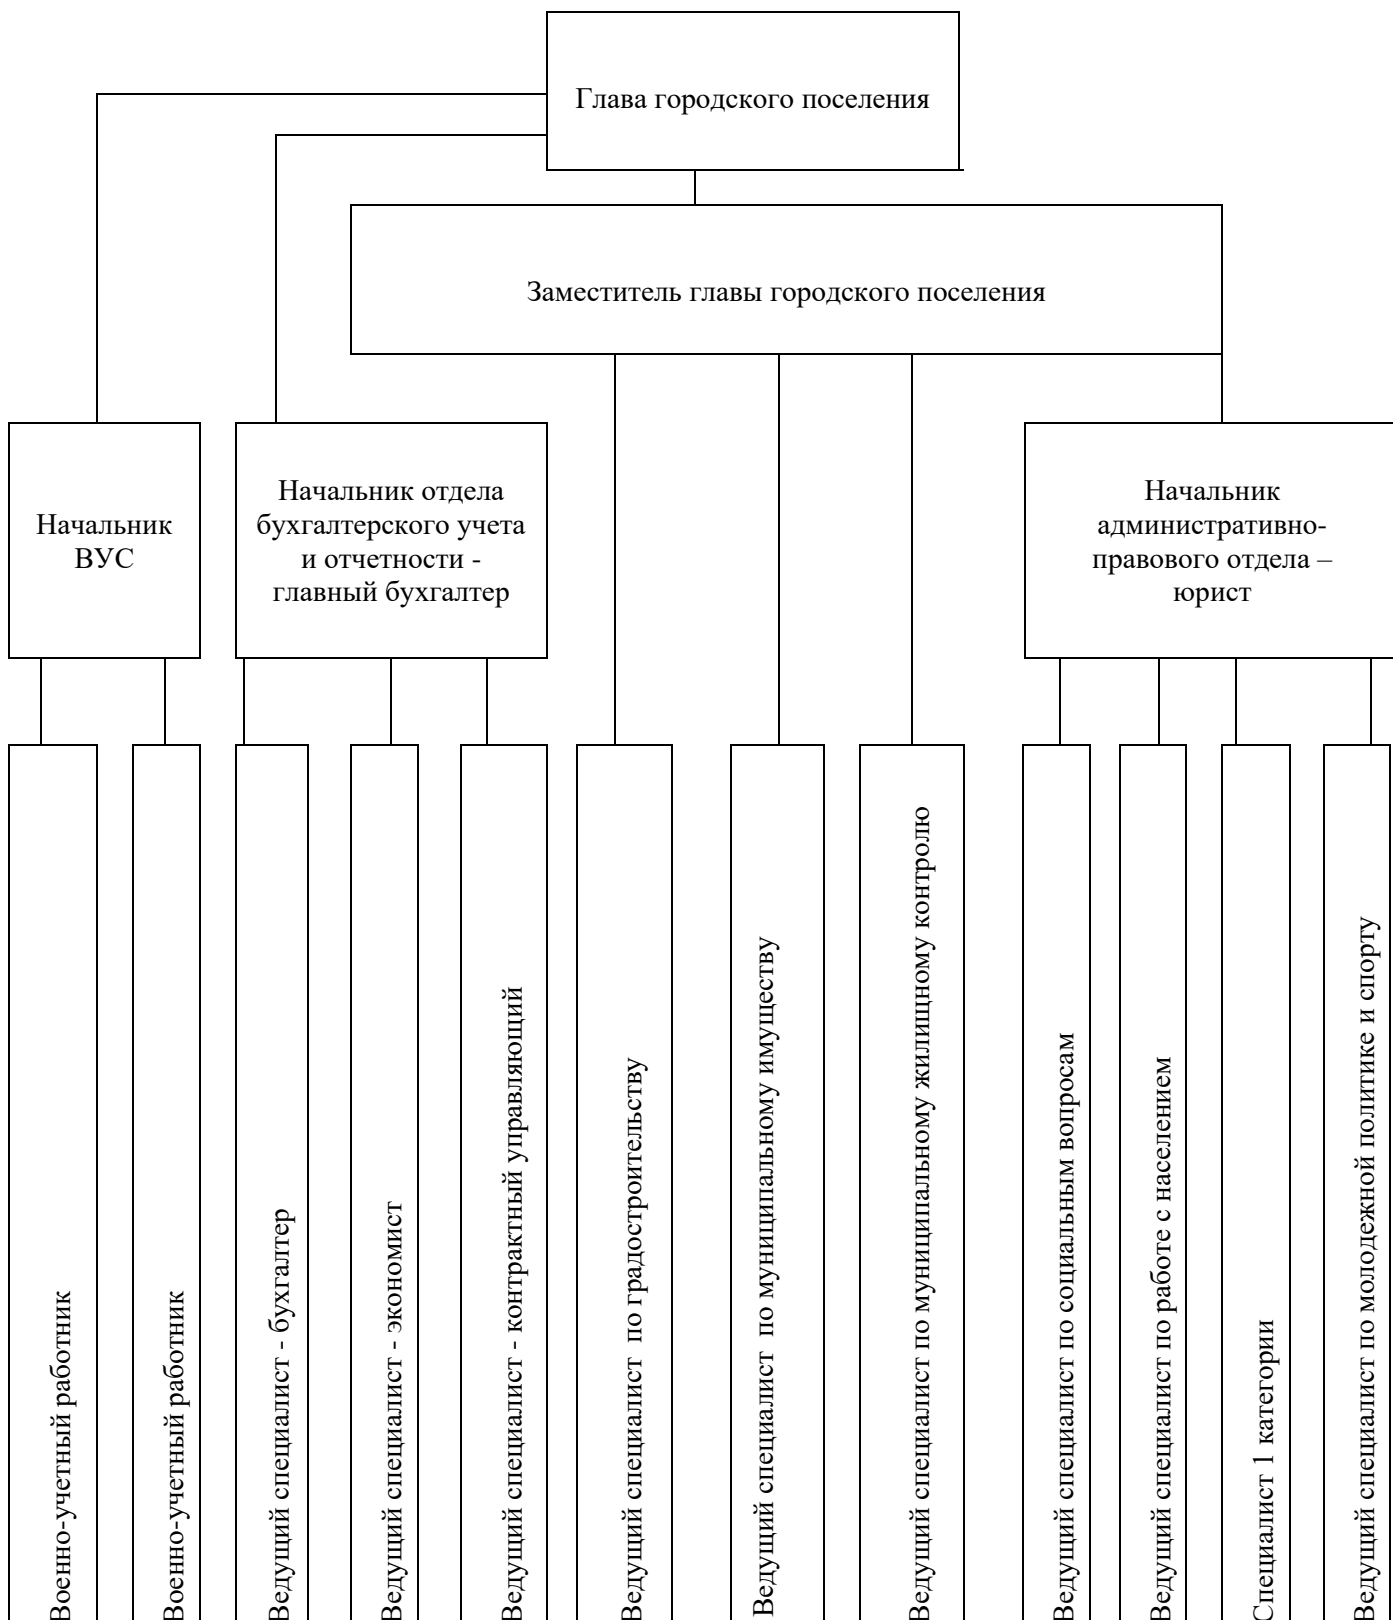 Глава городского поселения
Заместитель главы городского поселения
Начальник
ВУС
Начальник отдела
бухгалтерского учета
и отчетности -
главный бухгалтер
Начальник
административно-
правового отдела –
юрист
Военно-учетный работник
Военно-учетный работник
Ведущий специалист - бухгалтер
Ведущий специалист - экономист
Ведущий специалист - контрактный управляющий
Ведущий специалист по градостроительству
Ведущий специалист по муниципальному имуществу
Ведущий специалист по муниципальному жилищному контролю
Ведущий специалист по социальным вопросам
Ведущий специалист по работе с населением
Специалист 1 категории
Ведущий специалист по молодежной политике и спорту